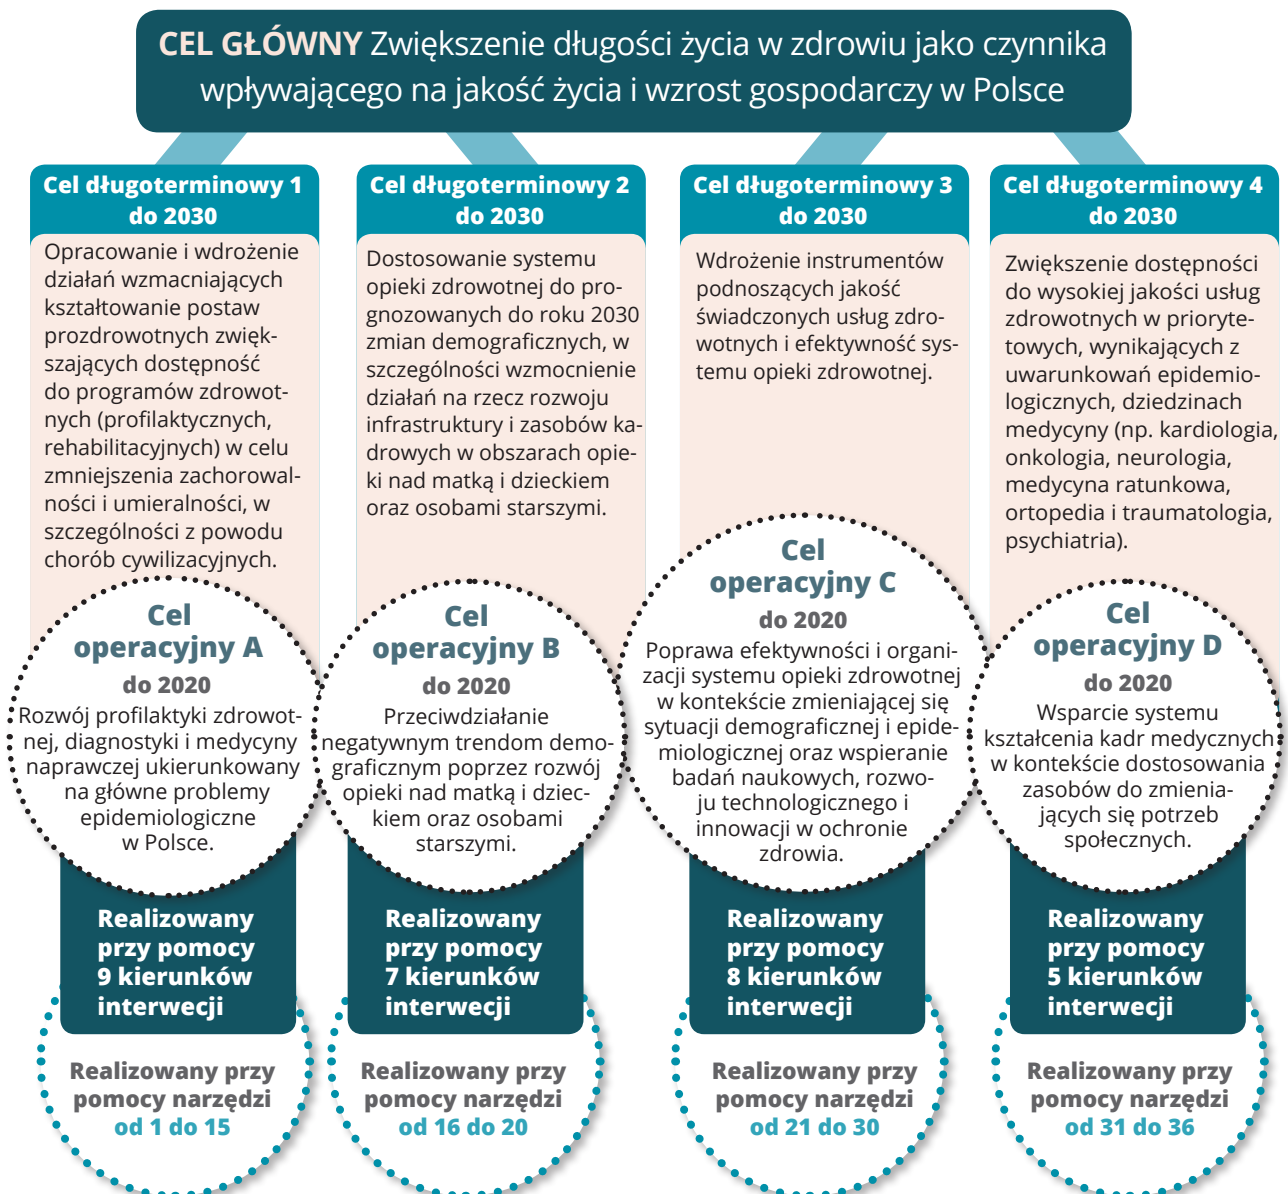 CEL GŁÓWNY Zwiększenie długości życia w zdrowiu jako czynnika
wpływającego na jakość życia i wzrost gospodarczy w Polsce
Cel długoterminowy 1
do 2030
Opracowanie i wdrożenie
działań wzmacniających
kształtowanie postaw
prozdrowotnych zwięk-
szających dostępność
do programów zdrowot-
nych (profilaktycznych,
rehabilitacyjnych) w celu
zmniejszenia zachorowal-
ności i umieralności, w
szczególności z powodu
chorób cywilizacyjnych.
Cel
operacyjny A
do 2020
Rozwój profilaktyki zdrowot-
nej, diagnostyki i medycyny
naprawczej ukierunkowany
na główne problemy
epidemiologiczne
w Polsce.
Realizowany
przy pomocy
9 kierunków
interwecji
Realizowany przy
pomocy narzędzi
od 1 do 15
Cel długoterminowy 2
do 2030
Dostosowanie systemu
opieki zdrowotnej do pro-
gnozowanych do roku 2030
zmian demograficznych, w
szczególności wzmocnienie
działań na rzecz rozwoju
infrastruktury i zasobów ka-
drowych w obszarach opie-
ki nad matką i dzieckiem
oraz osobami starszymi.
Cel
operacyjny B
do 2020
Przeciwdziałanie
negatywnym trendom demo-
graficznym poprzez rozwój
opieki nad matką i dziec-
kiem oraz osobami
starszymi.
Realizowany
przy pomocy
7 kierunków
interwecji
Realizowany przy
pomocy narzędzi
od 16 do 20
Cel długoterminowy 3
do 2030
Wdrożenie instrumentów
podnoszących jakość
świadczonych usług zdro-
wotnych i efektywność sys-
temu opieki zdrowotnej.
Cel
operacyjny C
do 2020
Poprawa efektywności i organi-
zacji systemu opieki zdrowotnej
w kontekście zmieniającej się
sytuacji demograficznej i epide-
miologicznej oraz wspieranie
badań naukowych, rozwo-
ju technologicznego i
innowacji w ochronie
zdrowia.
Realizowany
przy pomocy
8 kierunków
interwecji
Realizowany przy
pomocy narzędzi
od 21 do 30
Cel długoterminowy 4
do 2030
Zwiększenie dostępności
do wysokiej jakości usług
zdrowotnych w prioryte-
towych, wynikających z
uwarunkowań epidemio-
logicznych, dziedzinach
medycyny (np. kardiologia,
onkologia, neurologia,
medycyna ratunkowa,
ortopedia i traumatologia,
psychiatria).
Cel
operacyjny D
do 2020
Wsparcie systemu
kształcenia kadr medycznych
w kontekście dostosowania
zasobów do zmienia-
jących się potrzeb
społecznych.
Realizowany
przy pomocy
5 kierunków
interwecji
Realizowany przy
pomocy narzędzi
od 31 do 36